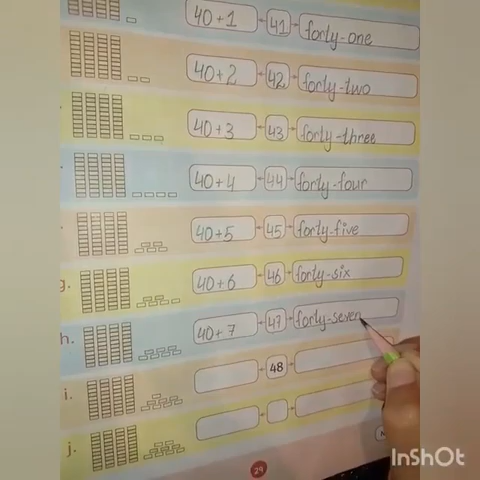 40+1 41 forty-one
40+2 42 forty-two
40+3 43 forty-three
40+4 44 forty-four
40+5 45 forty-five
g. 40+6 46 forty-six
h. 40+7 47 forty-seven
i. 48
j.
29
InShOt